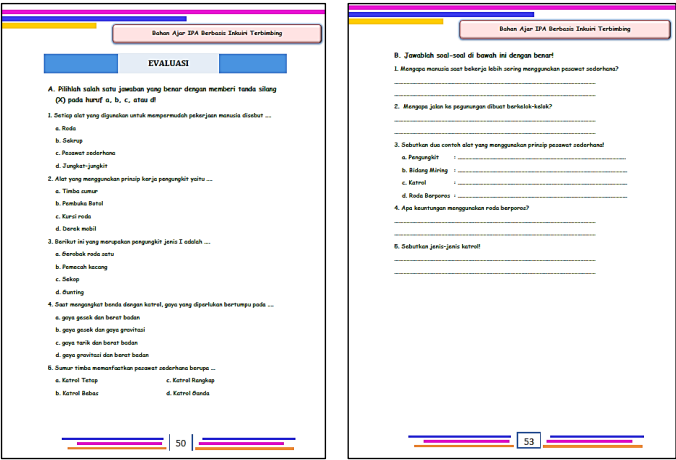 Bahan Ajar IPA Berbasis Inkuiri Terbimbing
EVALUASI
A. Pilihlah salah satu jawaban yang benar dengan memberi tanda silang
(X) pada huruf a, b, c, atau d!
1. Setiap alat yang digunakan untuk mempermudah pekerjaan manusia disebut ....
a. Roda
b. Sekrup
c. Pesawat sederhana
d. Jungkat-jungkit
2. Alat yang menggunakan prinsip kerja pengungkit yaitu ....
a. Timba sumur
b. Pembuka Botol
c. Kursi roda
d. Derek mobil
3. Berikut ini yang merupakan pengungkit jenis I adalah ....
a. Gerobak roda satu
b. Pemecah kacang
c. Sekop
d. Gunting
4. Saat mengangkat benda dengan katrol, gaya yang diperlukan bertumpu pada ....
a. gaya gesek dan berat badan
b. gaya gesek dan gaya gravitasi
c. gaya tarik dan berat badan
d. gaya gravitasi dan berat badan
5. Sumur timba memanfaatkan pesawat sederhana berupa ...
a. Katrol Tetap c. Katrol Rangkap
b. Katrol Bebas d. Katrol Ganda
50
Bahan Ajar IPA Berbasis Inkuiri Terbimbing
B. Jawablah soal-soal di bawah ini dengan benar!
1. Mengapa manusia saat bekerja lebih sering menggunakan pesawat sederhana?
2. Mengapa jalan ke pegunungan dibuat berkelok-kelok?
3. Sebutkan dua contoh alat yang menggunakan prinsip pesawat sederhana!
a. Pengungkit :
b. Bidang Miring :
c. Katrol :
d. Roda Berporos :
4. Apa keuntungan menggunakan roda berporos?
5. Sebutkan jenis-jenis katrol!
53